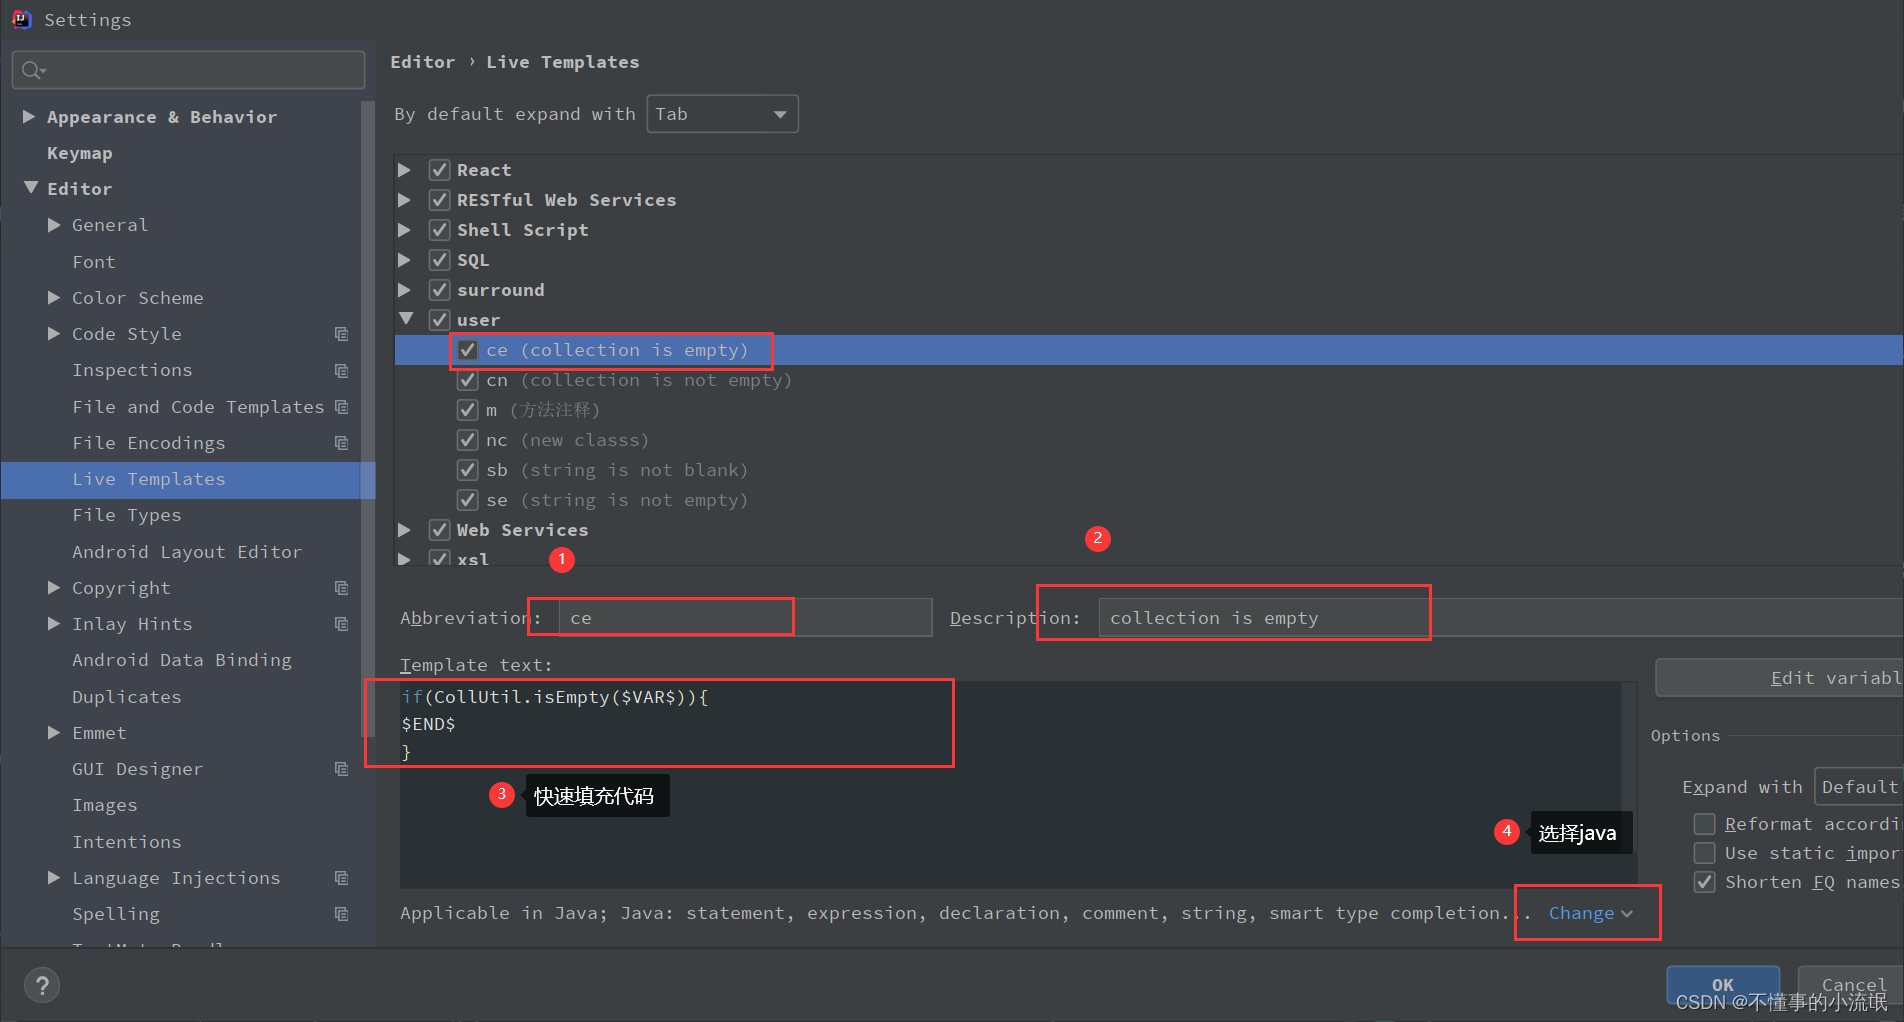 Settings
Appearance & Behavior
Keymap
Editor
General
Font
Color Scheme
Code Style
Inspections
File and Code Templates
File Encodings
Live Templates
File Types
Android Layout Editor
Copyright
Inlay Hints
Android Data Binding
Duplicates
Emmet
GUI Designer
Images
Intentions
Language Injections
Spelling
Editor › Live Templates
By default expand with Tab
React
RESTful Web Services
Shell Script
SQL
surround
user
ce (collection is empty)
cn (collection is not empty)
m (方法注释)
nc (new classs)
sb (string is not blank)
se (string is not empty)
Web Services
xsl
1
2
Abbreviation: ce
Description: collection is empty
Template text:
if(CollUtil.isEmpty($VAR$)){
$END$
}
3 快速填充代码
4 选择java
Edit variabl
Options
Expand with Default
Reformat accordi
Use static impor
Shorten FQ names
Applicable in Java; Java: statement, expression, declaration, comment, string, smart type completion... Change
?
OK
Cancel
CSDN @不懂事的小流氓